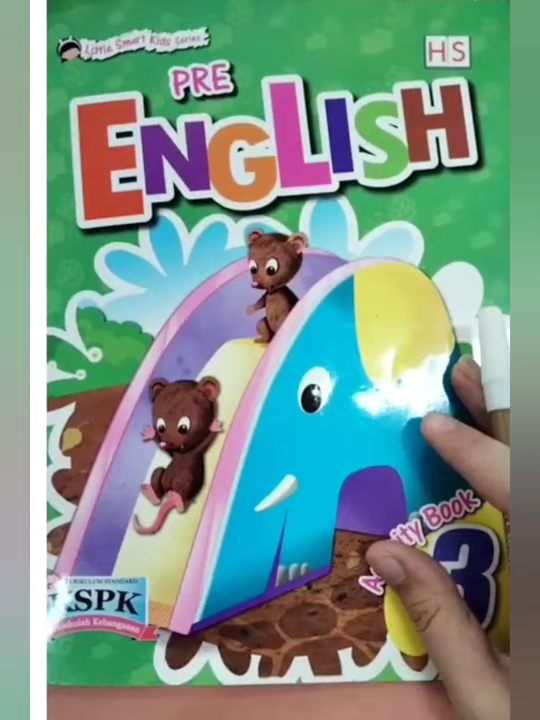 Little Smart Kids Series
HS
PRE
ENGLISH
Book
3
KURIKULUM STANDARD
KSPK
Sekolah Kebangsaan